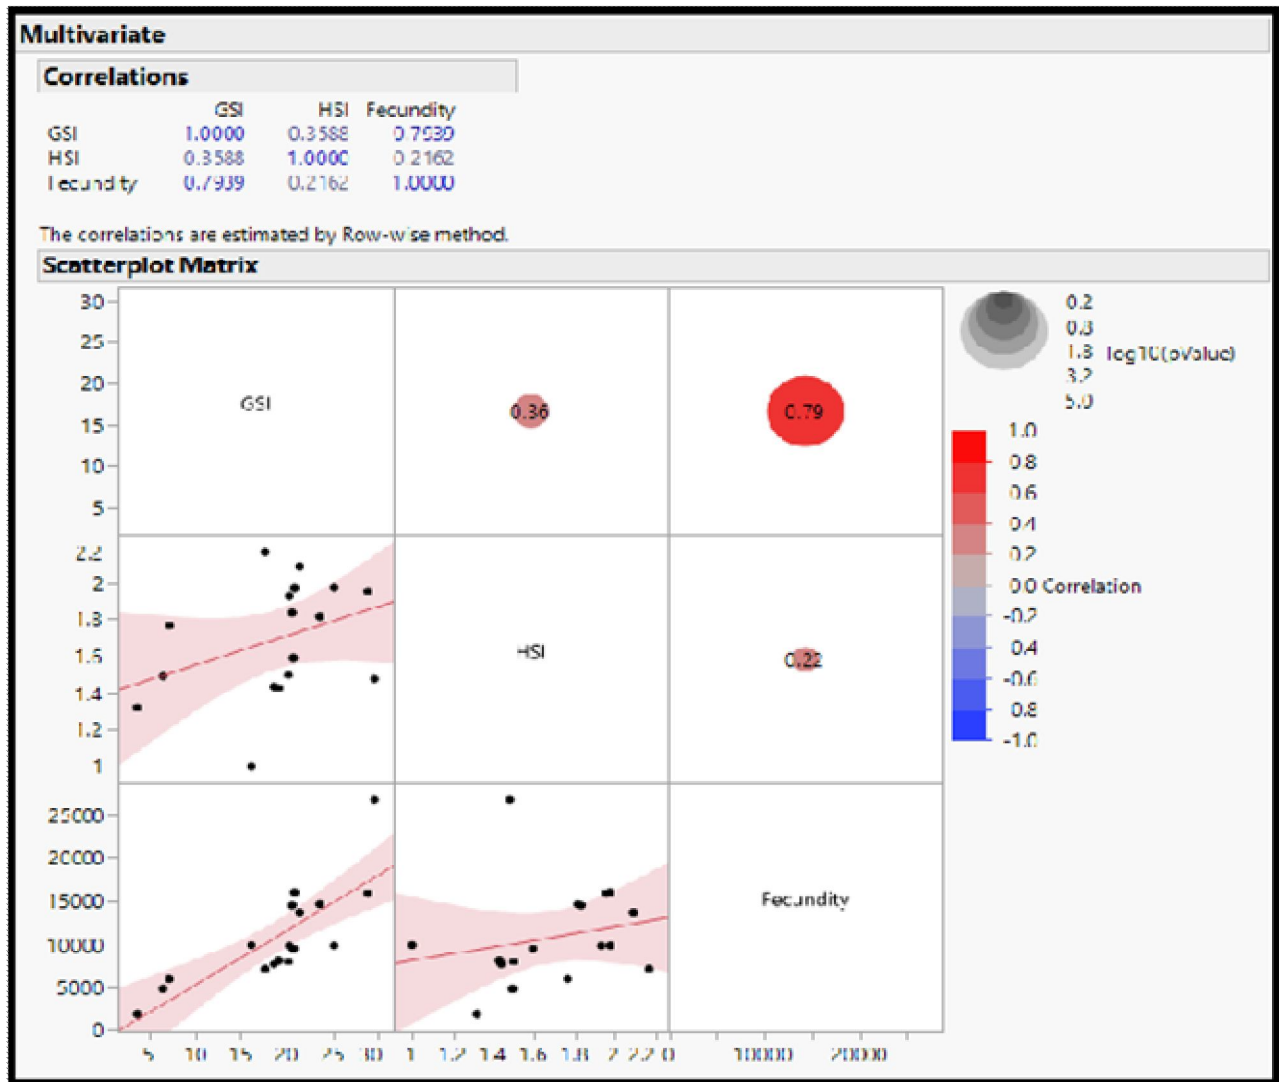 Multivariate
Correlations
GSI HSI Fecundity
GSI 1.0000 0.3588 0.7939
HSI 0.3588 1.0000 0.2162
Fecundity 0.7939 0.2162 1.0000
The correlations are estimated by Row-wise method.
Scatterplot Matrix
30
25
20
15
10
5
GSI
0.36
0.79
2.2
2
1.8
1.6
1.4
1.2
1
HSI
0.22
25000
20000
15000
10000
5000
0
Fecundity
5 10 15 20 25 30 1 1.2 1.4 1.6 1.8 2 2.2 0 10000 20000
0.2
0.8
1.8 log10(pValue)
3.2
5.0
1.0
0.8
0.6
0.4
0.2
0.0 Correlation
-0.2
0.4
-0.6
0.8
-1.0